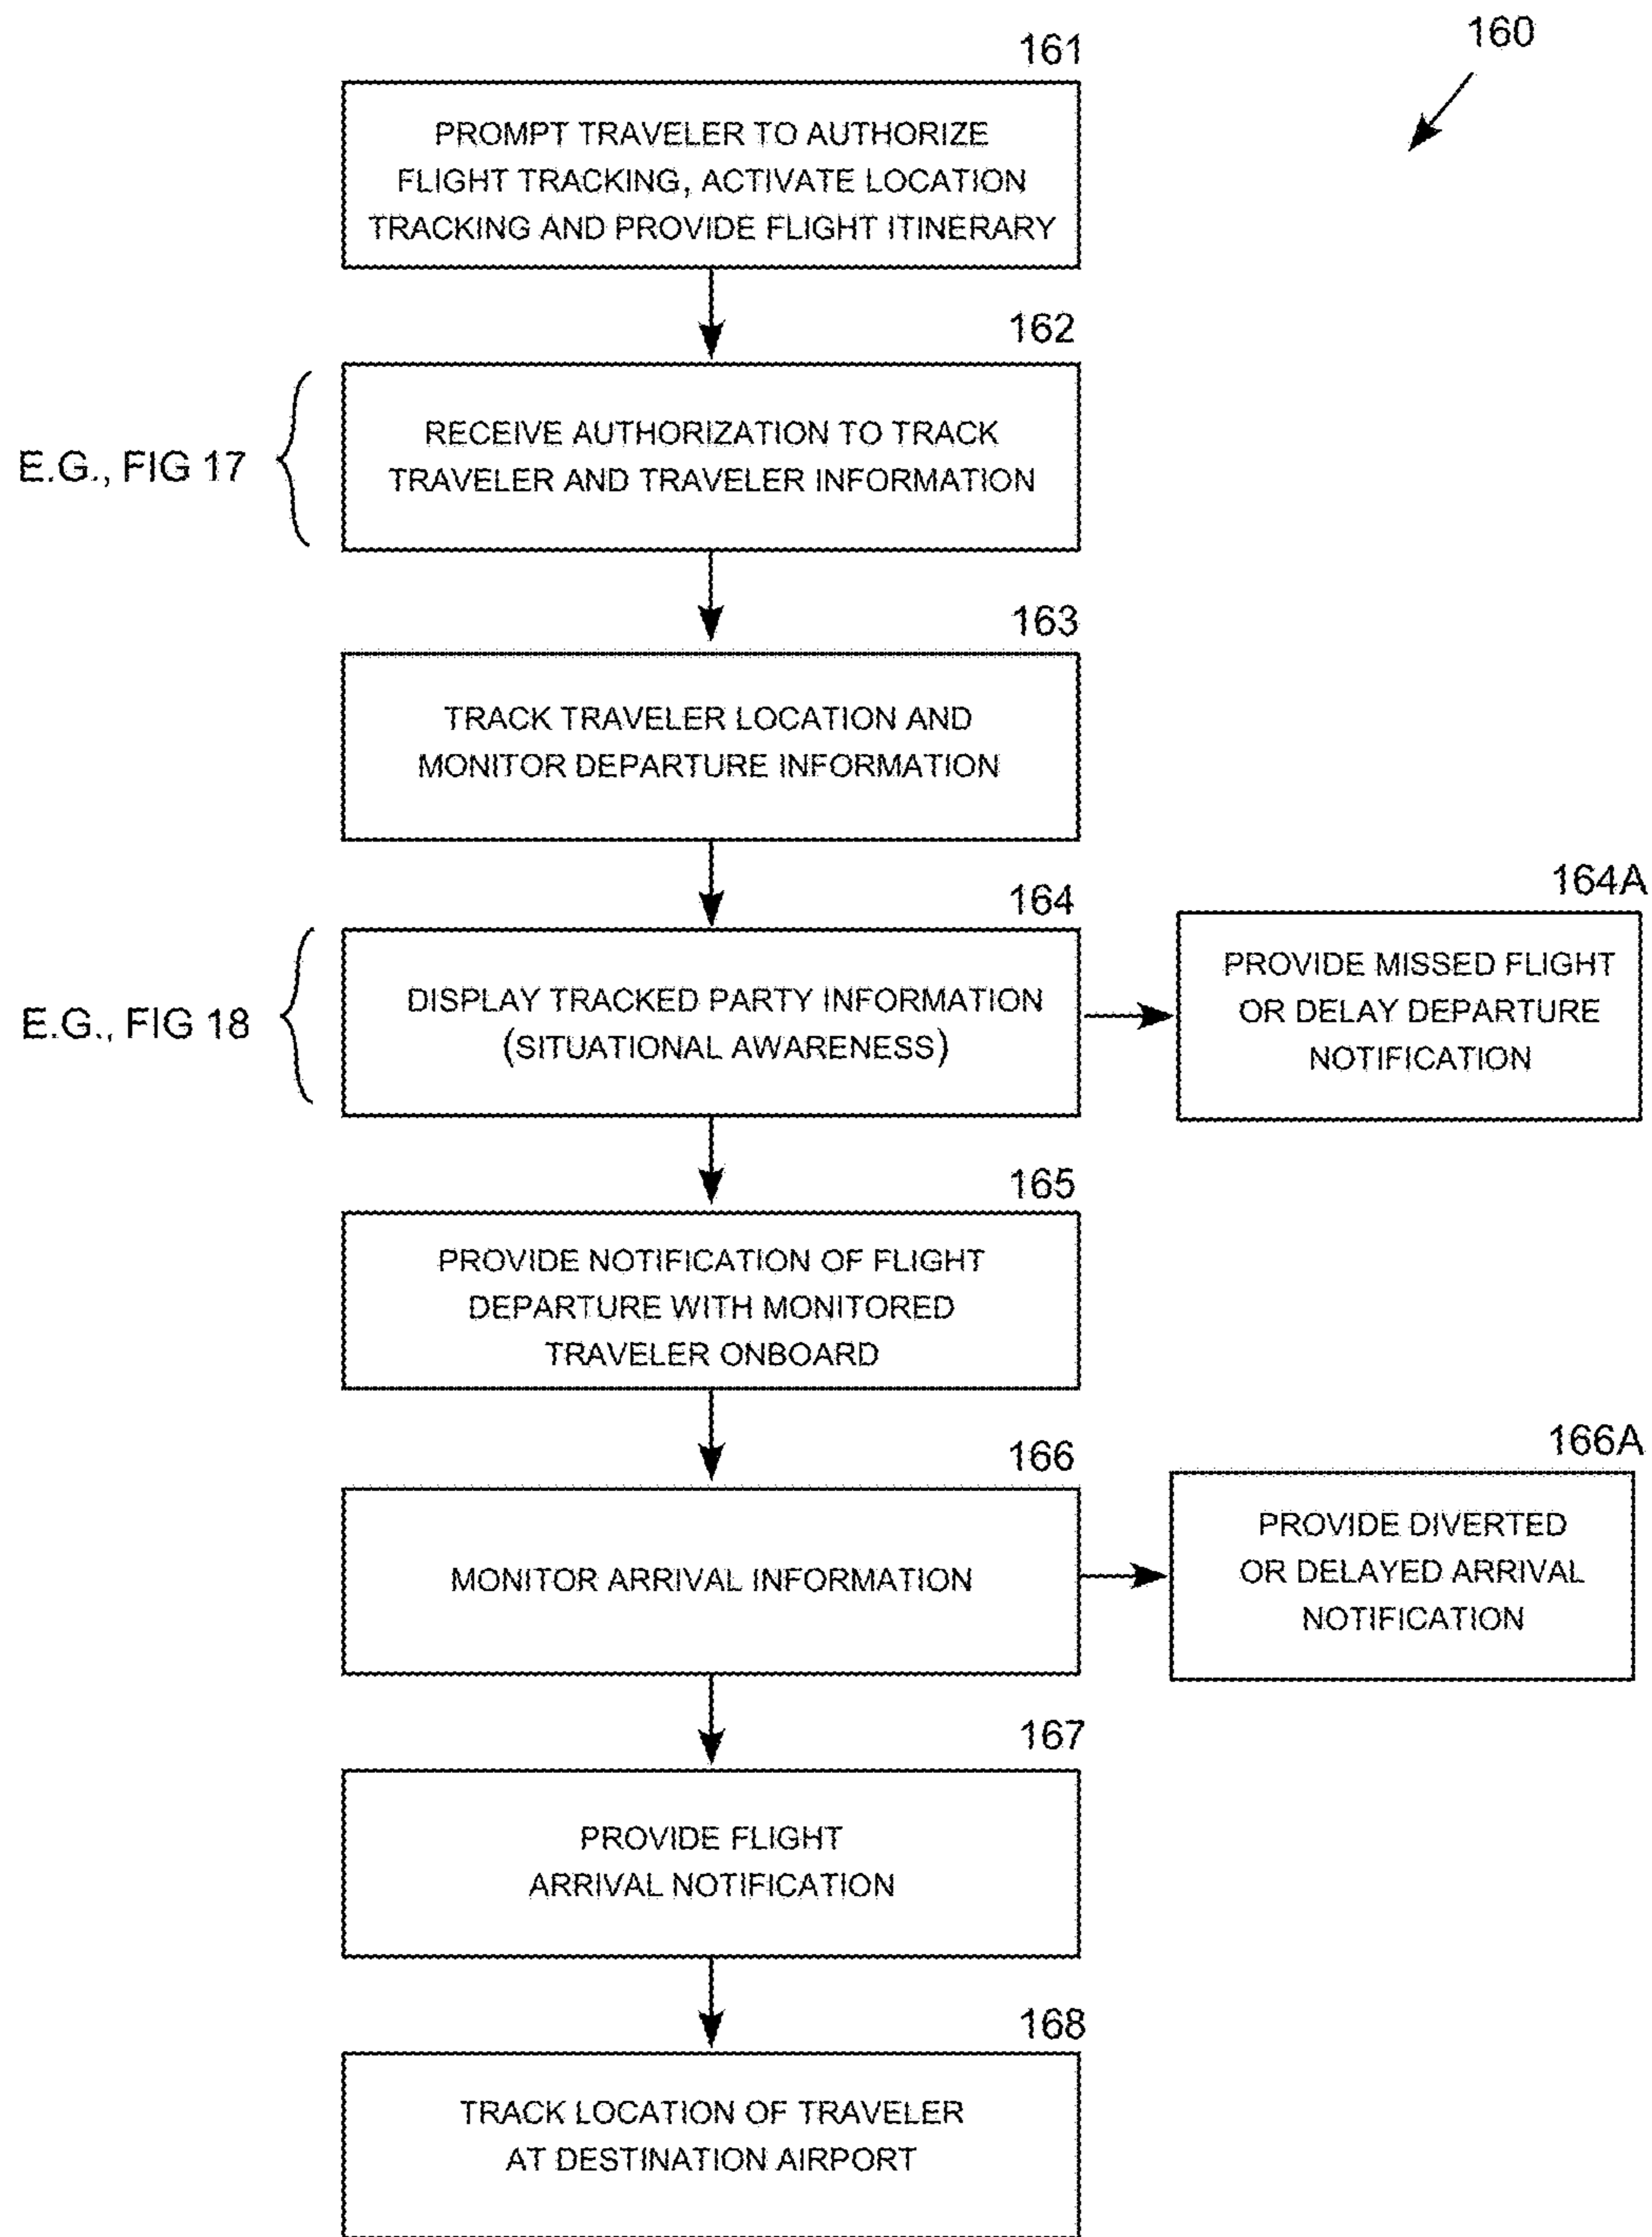 160
161
PROMPT TRAVELER TO AUTHORIZE
FLIGHT TRACKING, ACTIVATE LOCATION
TRACKING AND PROVIDE FLIGHT ITINERARY
162
E.G., FIG 17
RECEIVE AUTHORIZATION TO TRACK
TRAVELER AND TRAVELER INFORMATION
163
TRACK TRAVELER LOCATION AND
MONITOR DEPARTURE INFORMATION
164
E.G., FIG 18
DISPLAY TRACKED PARTY INFORMATION
(SITUATIONAL AWARENESS)
164A
PROVIDE MISSED FLIGHT
OR DELAY DEPARTURE
NOTIFICATION
165
PROVIDE NOTIFICATION OF FLIGHT
DEPARTURE WITH MONITORED
TRAVELER ONBOARD
166
MONITOR ARRIVAL INFORMATION
166A
PROVIDE DIVERTED
OR DELAYED ARRIVAL
NOTIFICATION
167
PROVIDE FLIGHT
ARRIVAL NOTIFICATION
168
TRACK LOCATION OF TRAVELER
AT DESTINATION AIRPORT